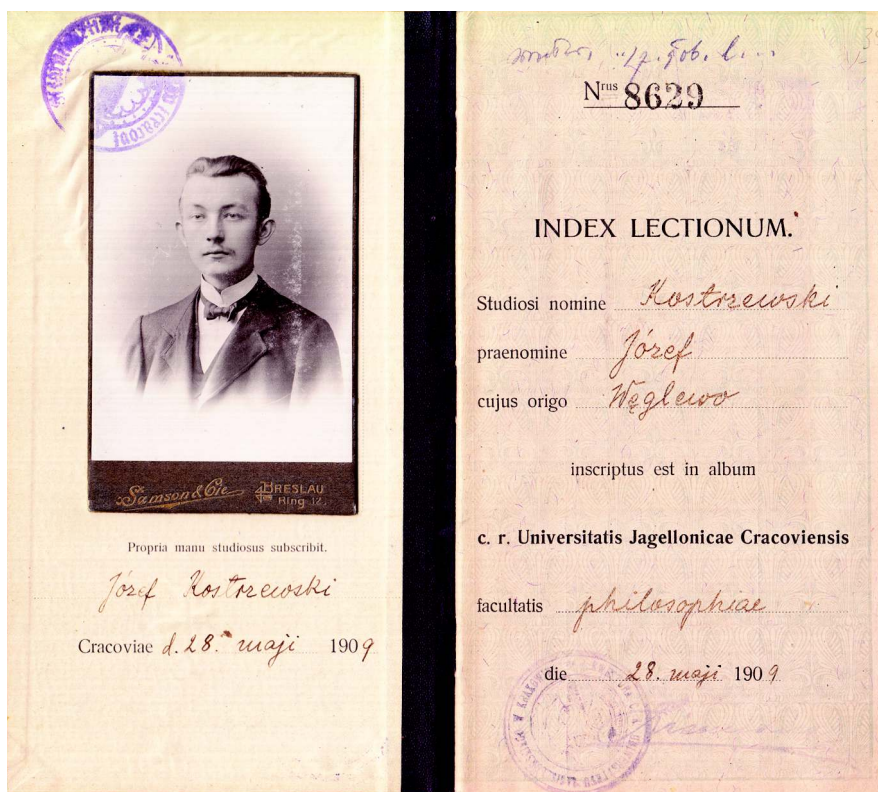 Samson & Cie
BRESLAU
Ring 12.
Propria manu studiosus subscribit.
Józef Kostrzewski
Cracoviae d. 28. maji 1909
Nrus 8629
INDEX LECTIONUM.
Studiosi nomine Kostrzewski
praenomine Józef
cujus origo Węglewo
inscriptus est in album
c. r. Universitatis Jagellonicae Cracoviensis
facultatis philosophiae
die 28. maji 1909